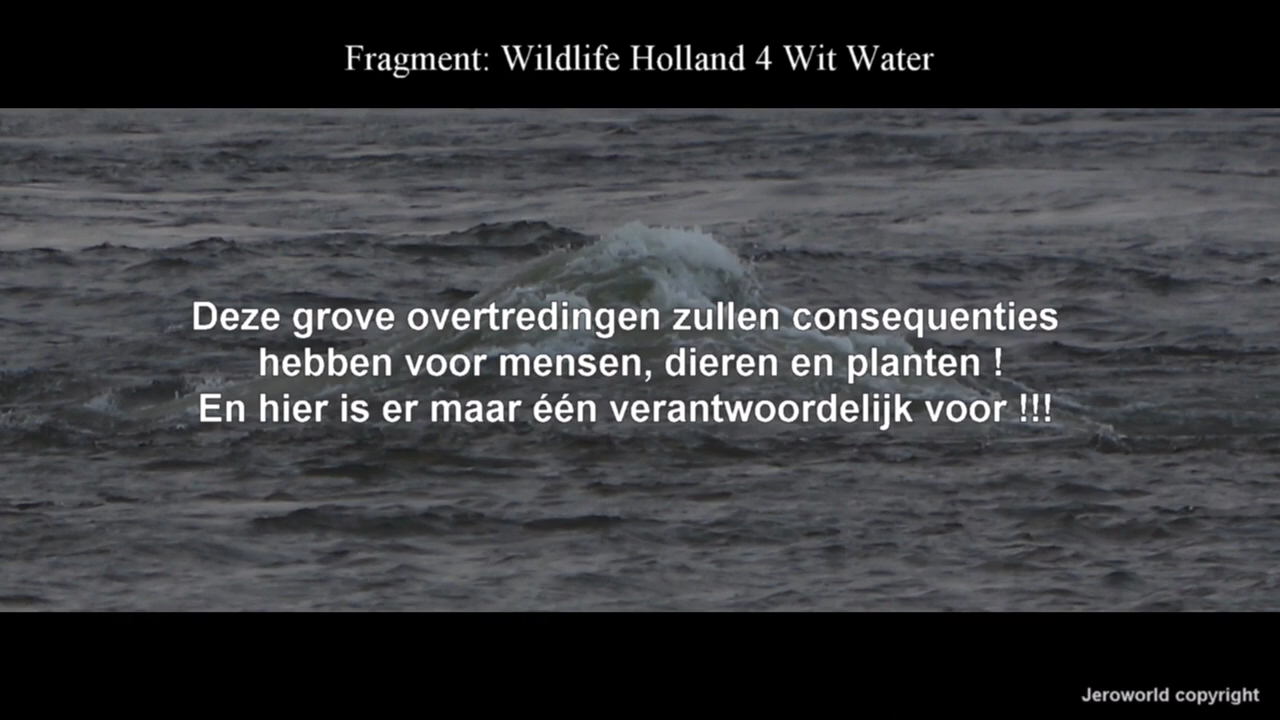 Fragment: Wildlife Holland 4 Wit Water
Deze grove overtredingen zullen consequenties
hebben voor mensen, dieren en planten !
En hier is er maar één verantwoordelijk voor !!!
Jeroworld copyright